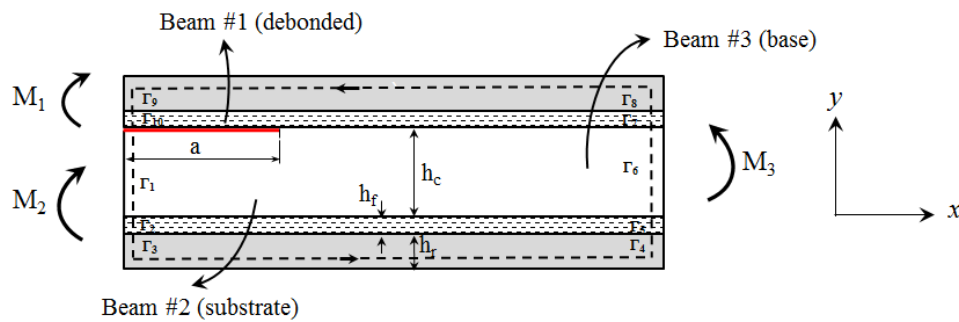 Beam #1 (debonded)
Beam #3 (base)
M1
Γ9
Γ8
Γ10
Γ7
y
a
hc
Γ1
Γ6
M3
M2
hf
x
Γ2
Γ5
Γ3
hr
Γ4
Beam #2 (substrate)